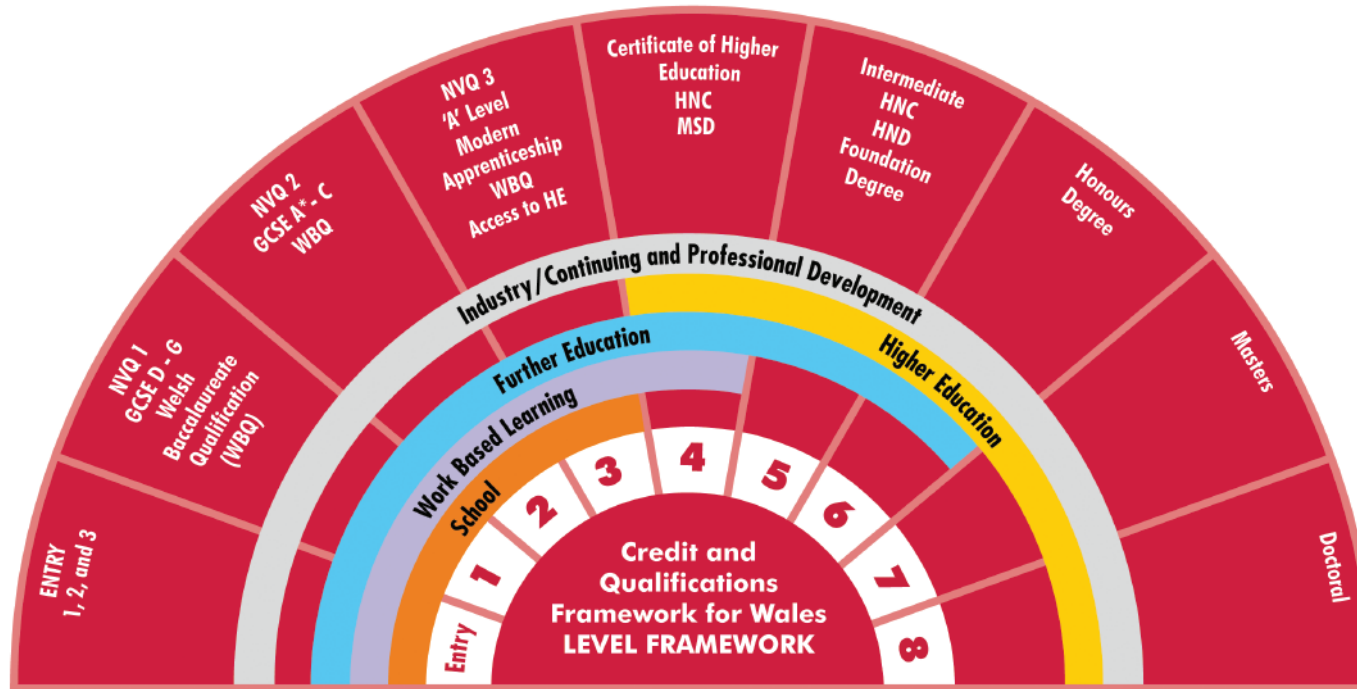 ENTRY
1, 2, and 3
NVQ 1
GCSE D - G
Welsh
Baccalaureate
Qualification
(WBQ)
NVQ 2
GCSE A*- C
WBQ
NVQ 3
'A' Level
Modern
Apprenticeship
WBQ
Access to HE
Certificate of Higher
Education
HNC
MSD
Intermediate
HNC
HND
Foundation
Degree
Honours
Degree
Masters
Doctoral
Industry/Continuing and Professional Development
Higher Education
Further Education
Work Based Learning
School
Entry
1
2
3
4
5
6
7
8
Credit and
Qualifications
Framework for Wales
LEVEL FRAMEWORK